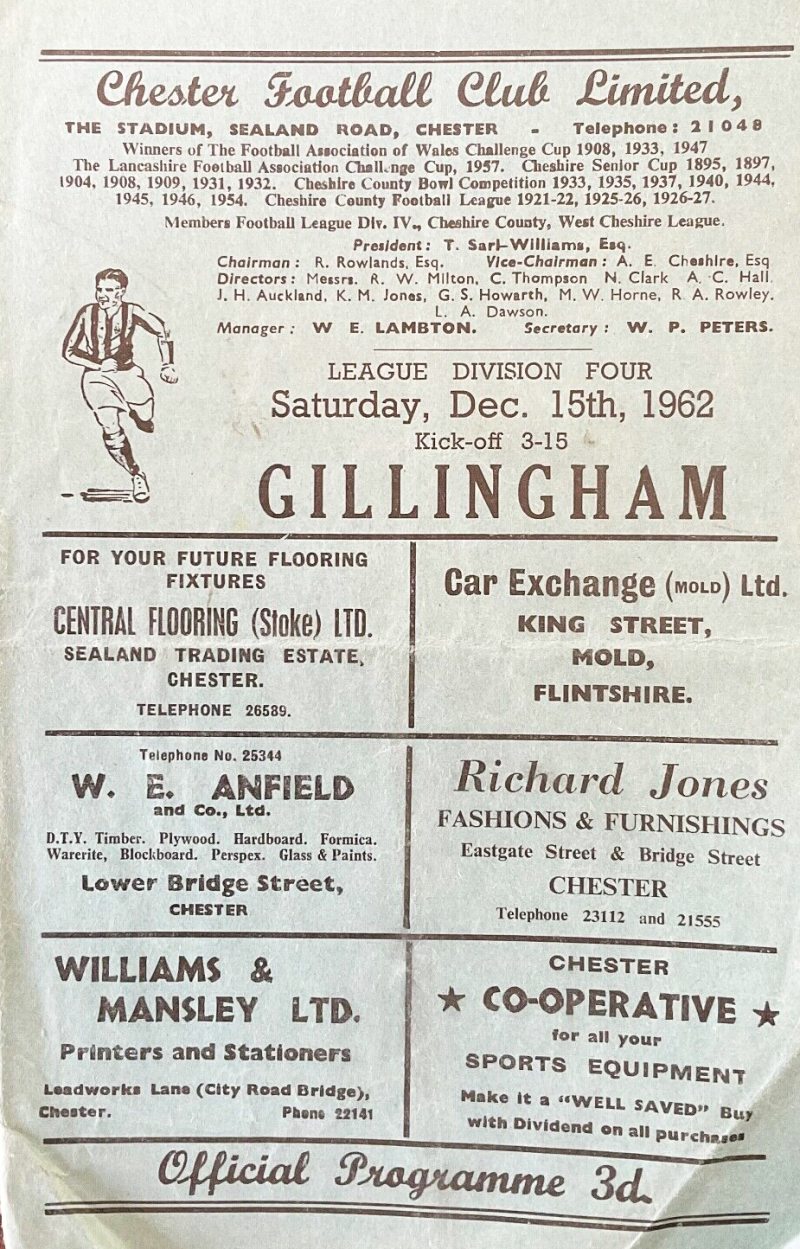 Chester Football Club Limited,
THE STADIUM, SEALAND ROAD, CHESTER - Telephone: 21048
Winners of The Football Association of Wales Challenge Cup 1908, 1933, 1947
The Lancashire Football Association Challenge Cup, 1957. Cheshire Senior Cup 1895, 1897,
1904, 1908, 1909, 1931, 1932. Cheshire County Bowl Competition 1933, 1935, 1937, 1940, 1944,
1945, 1946, 1954. Cheshire County Football League 1921-22, 1925-26, 1926-27.
Members Football League Div. IV., Cheshire County, West Cheshire League.
President: T. Sarl-Williams, Esq.
Chairman: R. Rowlands, Esq. Vice-Chairman: A. E. Cheshire, Esq
Directors: Messrs. R. W. Milton, C. Thompson N. Clark A. C. Hall.
J. H. Auckland, K. M. Jones, G. S. Howarth, M. W. Horne, R A. Rowley.
L. A. Dawson.
Manager: W E. LAMBTON. Secretary: W. P. PETERS.
LEAGUE DIVISION FOUR
Saturday, Dec. 15th, 1962
Kick-off 3-15
GILLINGHAM
FOR YOUR FUTURE FLOORING
FIXTURES
CENTRAL FLOORING (Stoke) LTD.
SEALAND TRADING ESTATE,
CHESTER.
TELEPHONE 26589.
Car Exchange (MOLD) Ltd.
KING STREET,
MOLD,
FLINTSHIRE.
Telephone No. 25344
W. E. ANFIELD
and Co., Ltd.
D.T.Y. Timber. Plywood. Hardboard. Formica.
Warerite, Blockboard. Perspex. Glass & Paints.
Lower Bridge Street,
CHESTER
Richard Jones
FASHIONS & FURNISHINGS
Eastgate Street & Bridge Street
CHESTER
Telephone 23112 and 21555
WILLIAMS &
MANSLEY LTD.
Printers and Stationers
Leadworks Lane (City Road Bridge),
Chester. Phone 22141
CHESTER
★ CO-OPERATIVE ★
for all your
SPORTS EQUIPMENT
Make it a "WELL SAVED" Buy
with Dividend on all purchases
Official Programme 3d.